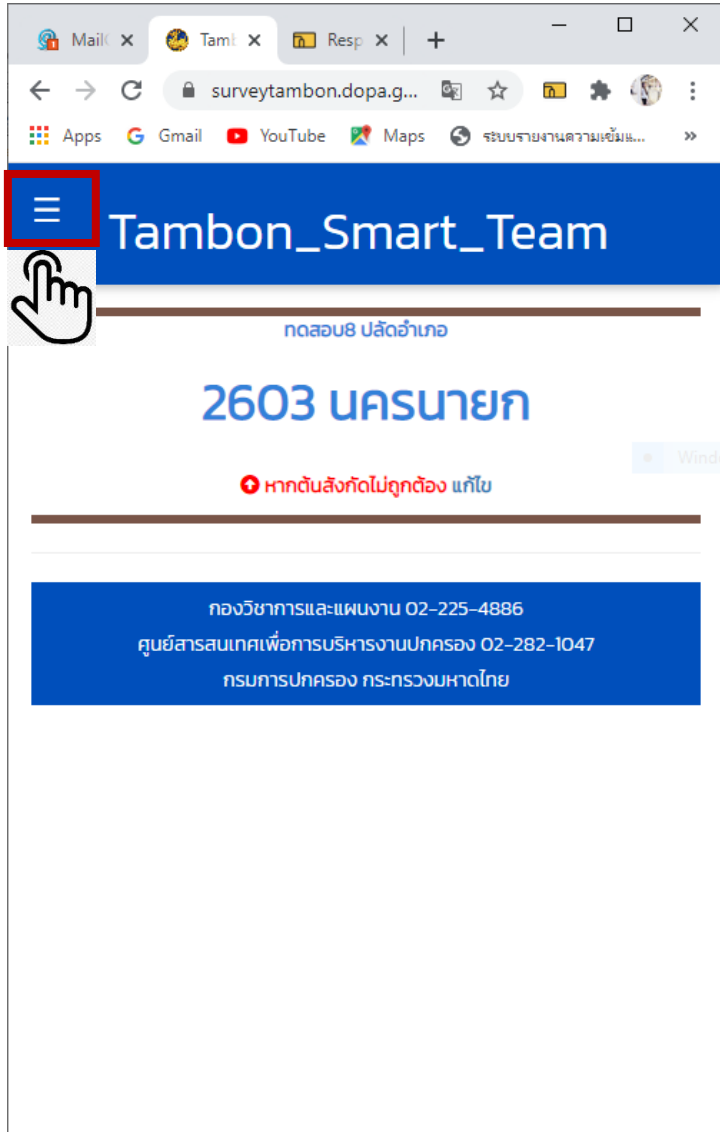 Mail
Tam
Resp
surveytambon.dopa.g...
Apps
Gmail
YouTube
Maps
ระบบรายงานความเข้มแ...
Tambon_Smart_Team
ทดสอบ8 ปลัดอำเภอ
2603 นครนายก
หากต้นสังกัดไม่ถูกต้อง แก้ไข
Wind
กองวิชาการและแผนงาน 02-225-4886
ศูนย์สารสนเทศเพื่อการบริหารงานปกครอง 02-282-1047
กรมการปกครอง กระทรวงมหาดไทย